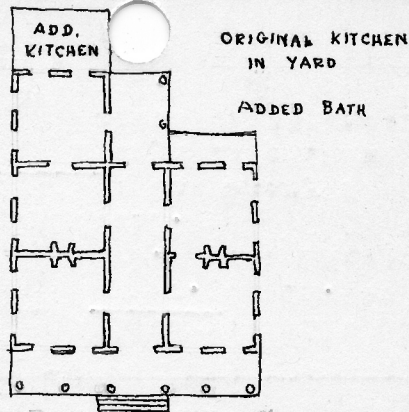 ADD.
KITCHEN
ORIGINAL KITCHEN
IN YARD
ADDED BATH